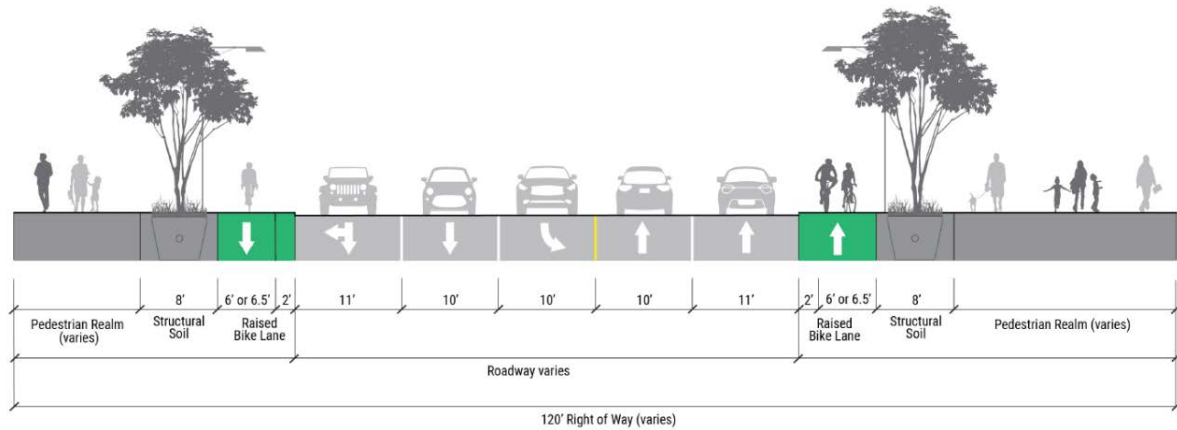 8’
6’ or 6.5’
2’
11’
10’
10’
10’
11’
2’
6’ or 6.5’
8’
Pedestrian Realm
(varies)
Structural
Soil
Raised
Bike Lane
Raised
Bike Lane
Structural
Soil
Pedestrian Realm (varies)
Roadway varies
120’ Right of Way (varies)